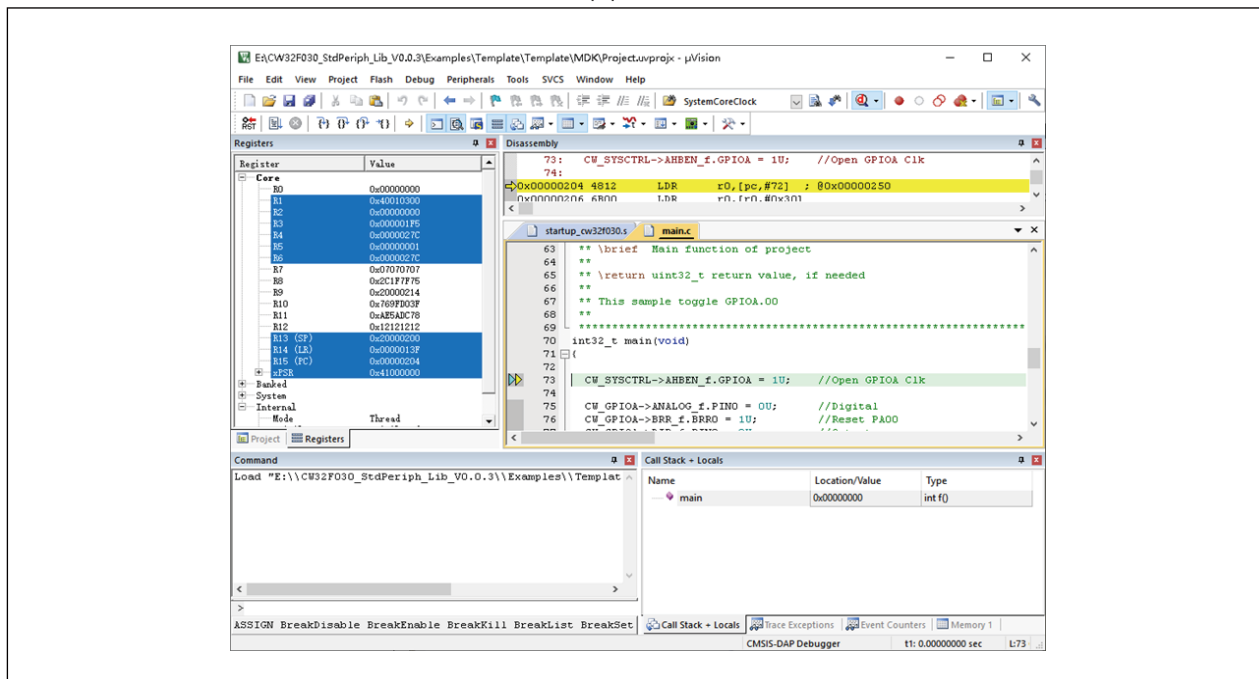 E:\CW32F030_StdPeriph_Lib_V0.0.3\Examples\Template\Template\MDK\Project.uvprojx - µVision
File Edit View Project Flash Debug Peripherals Tools SVCS Window Help
SystemCoreClock
RST
Registers
Register Value
Core
R0 0x00000000
R1 0x40010300
R2 0x00000000
R3 0x000001F5
R4 0x0000027C
R5 0x00000001
R6 0x0000027C
R7 0x07070707
R8 0x2C1F7F75
R9 0x20000214
R10 0x769FD03F
R11 0xAE5ADC78
R12 0x12121212
R13 (SP) 0x20000200
R14 (LR) 0x0000013F
R15 (PC) 0x00000204
xPSR 0x41000000
Banked
System
Internal
Mode Thread
Project Registers
Disassembly
73: CW_SYSCTRL->AHBEN_f.GPIOA = 1U; //Open GPIOA Clk
74:
0x00000204 4812 LDR r0,[pc,#72] ; @0x00000250
0x00000206 6B00 LDR r0,[r0,#0x30]
startup_cw32f030.s main.c
63 ** \brief Main function of project
64 **
65 ** \return uint32_t return value, if needed
66 **
67 ** This sample toggle GPIOA.00
68 **
69 ********************************************************************
70 int32_t main(void)
71 {
72
73 CW_SYSCTRL->AHBEN_f.GPIOA = 1U; //Open GPIOA Clk
74
75 CW_GPIOA->ANALOG_f.PIN0 = 0U; //Digital
76 CW_GPIOA->BRR_f.BRR0 = 1U; //Reset PA00
Command
Load "E:\\CW32F030_StdPeriph_Lib_V0.0.3\\Examples\\Templat
>
ASSIGN BreakDisable BreakEnable BreakKill BreakList BreakSet
Call Stack + Locals
Name Location/Value Type
main 0x00000000 int f()
Call Stack + Locals Trace Exceptions Event Counters Memory 1
CMSIS-DAP Debugger t1: 0.00000000 sec L:73